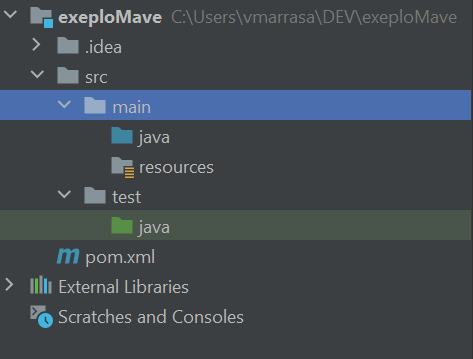 exeploMave C:\Users\vmarrasa\DEV\exeploMave
.idea
src
main
java
resources
test
java
m pom.xml
External Libraries
Scratches and Consoles